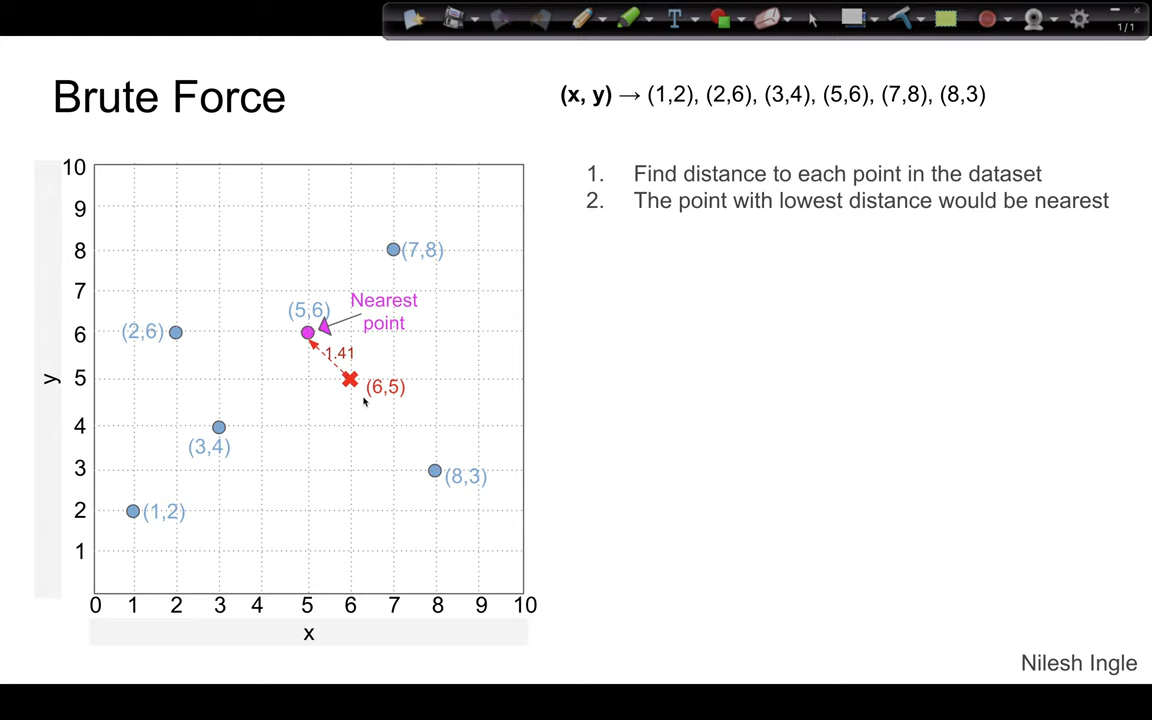 1/1
Brute Force
(x, y) → (1,2), (2,6), (3,4), (5,6), (7,8), (8,3)
1. Find distance to each point in the dataset
2. The point with lowest distance would be nearest
10
9
8
7
6
5
4
3
2
1
y
(7,8)
(5,6)
Nearest
point
(2,6)
1.41
(6,5)
(3,4)
(8,3)
(1,2)
0 1 2 3 4 5 6 7 8 9 10
x
Nilesh Ingle